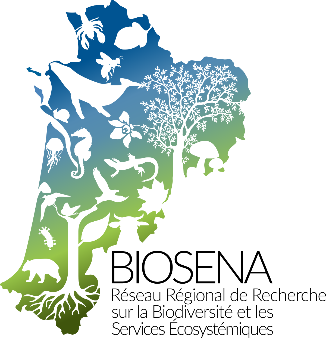 BIOSENA
Réseau Régional de Recherche
sur la Biodiversité et les
Services Écosystémiques